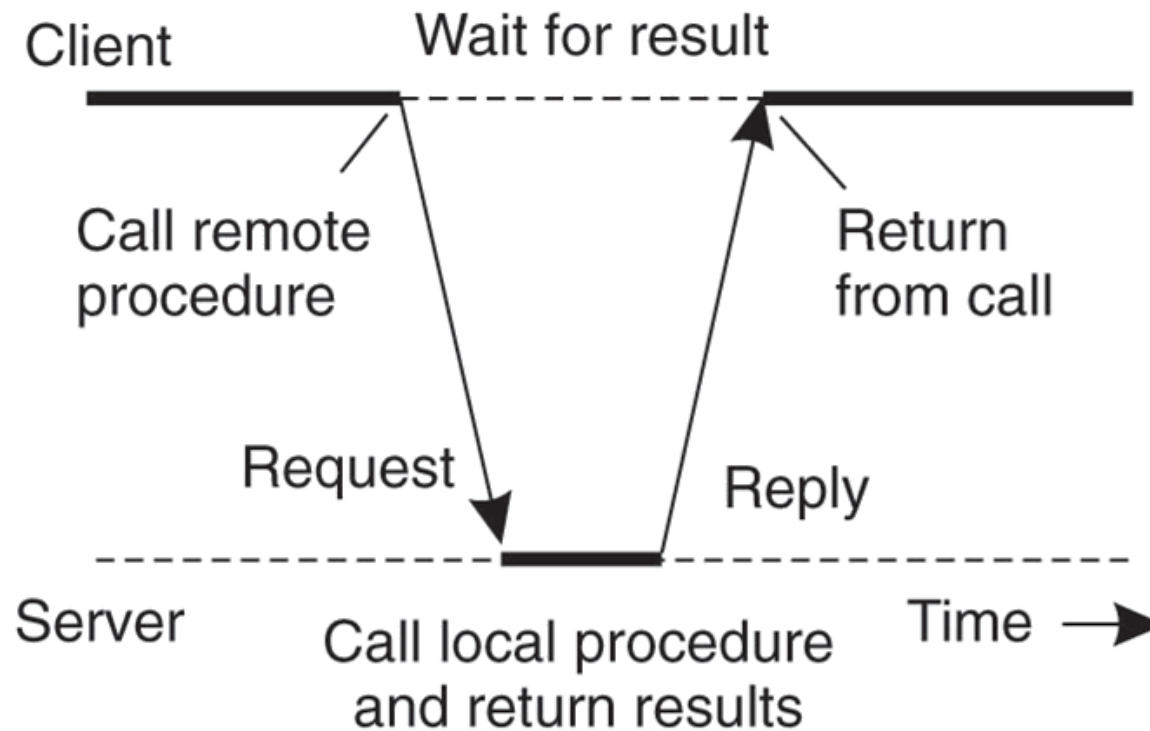 Client
Wait for result
Call remote
procedure
Return
from call
Request
Reply
Server
Time
Call local procedure
and return results